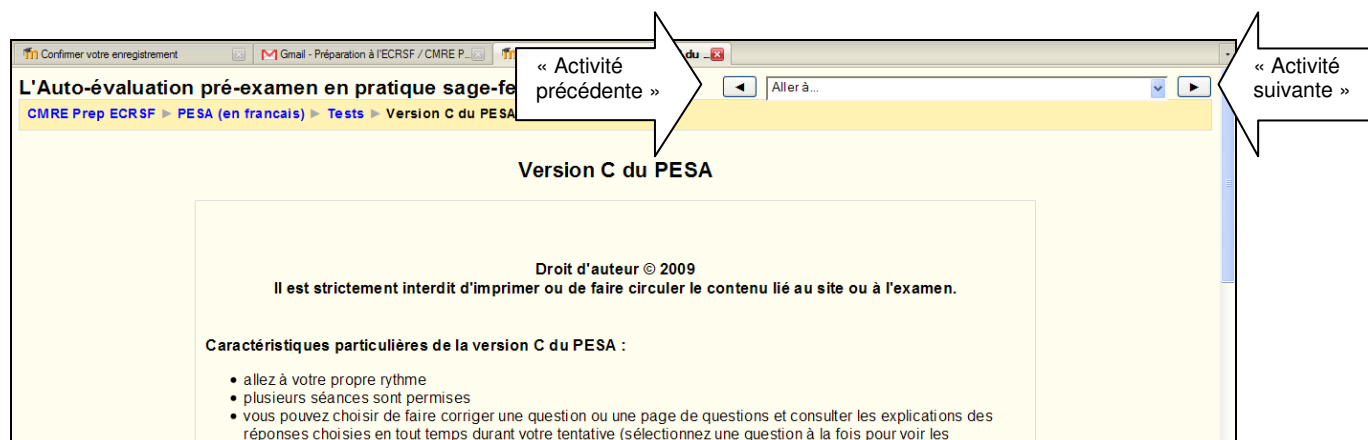 Confirmer votre enregistrement
Gmail - Préparation à l'ECRSF / CMRE P...
du ...
« Activité
précédente »
« Activité
suivante »
L'Auto-évaluation pré-examen en pratique sage-fe
Aller à...
CMRE Prep ECRSF ► PESA (en francais) ► Tests ► Version C du PESA
Version C du PESA
Droit d'auteur © 2009
Il est strictement interdit d'imprimer ou de faire circuler le contenu lié au site ou à l'examen.
Caractéristiques particulières de la version C du PESA :
• allez à votre propre rythme
• plusieurs séances sont permises
• vous pouvez choisir de faire corriger une question ou une page de questions et consulter les explications des
réponses choisies en tout temps durant votre tentative (sélectionnez une question à la fois pour voir les